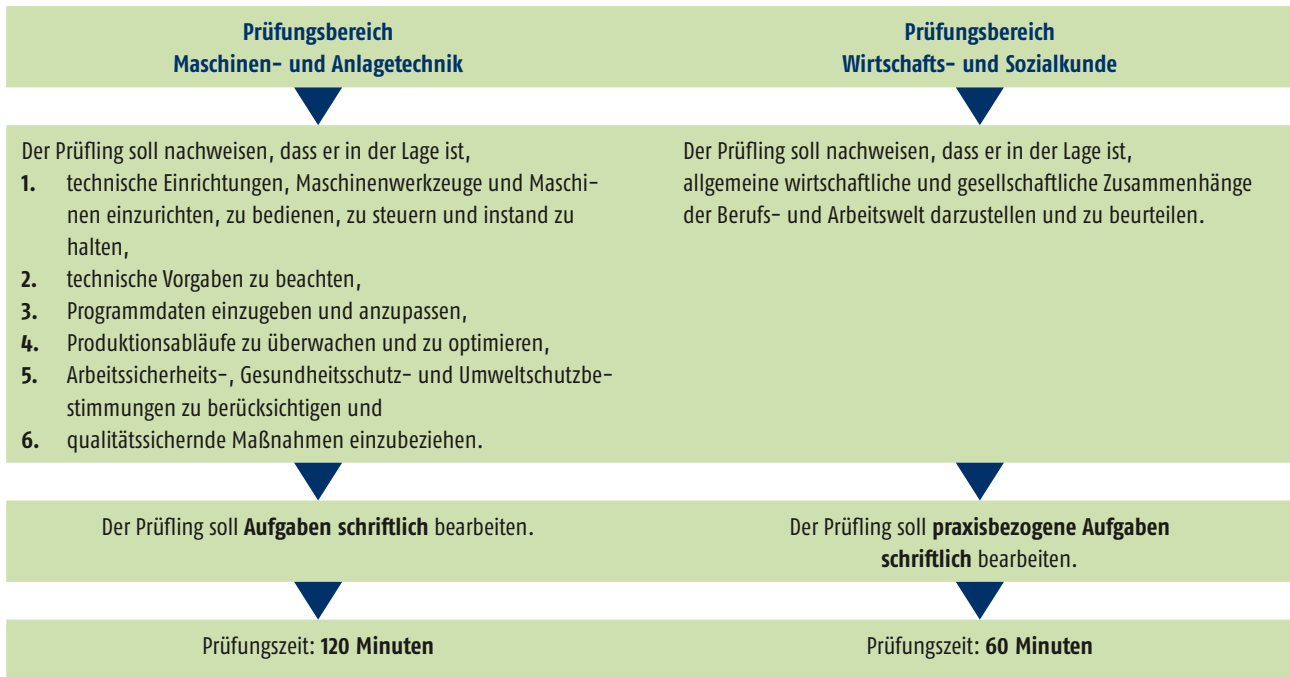 Prüfungsbereich
Maschinen- und Anlagetechnik
Der Prüfling soll nachweisen, dass er in der Lage ist,
1. technische Einrichtungen, Maschinenwerkzeuge und Maschi-
nen einzurichten, zu bedienen, zu steuern und instand zu
halten,
2. technische Vorgaben zu beachten,
3. Programmdaten einzugeben und anzupassen,
4. Produktionsabläufe zu überwachen und zu optimieren,
5. Arbeitssicherheits-, Gesundheitsschutz- und Umweltschutzbe-
stimmungen zu berücksichtigen und
6. qualitätssichernde Maßnahmen einzubeziehen.
Der Prüfling soll Aufgaben schriftlich bearbeiten.
Prüfungszeit: 120 Minuten
Prüfungsbereich
Wirtschafts- und Sozialkunde
Der Prüfling soll nachweisen, dass er in der Lage ist,
allgemeine wirtschaftliche und gesellschaftliche Zusammenhänge
der Berufs- und Arbeitswelt darzustellen und zu beurteilen.
Der Prüfling soll praxisbezogene Aufgaben
schriftlich bearbeiten.
Prüfungszeit: 60 Minuten